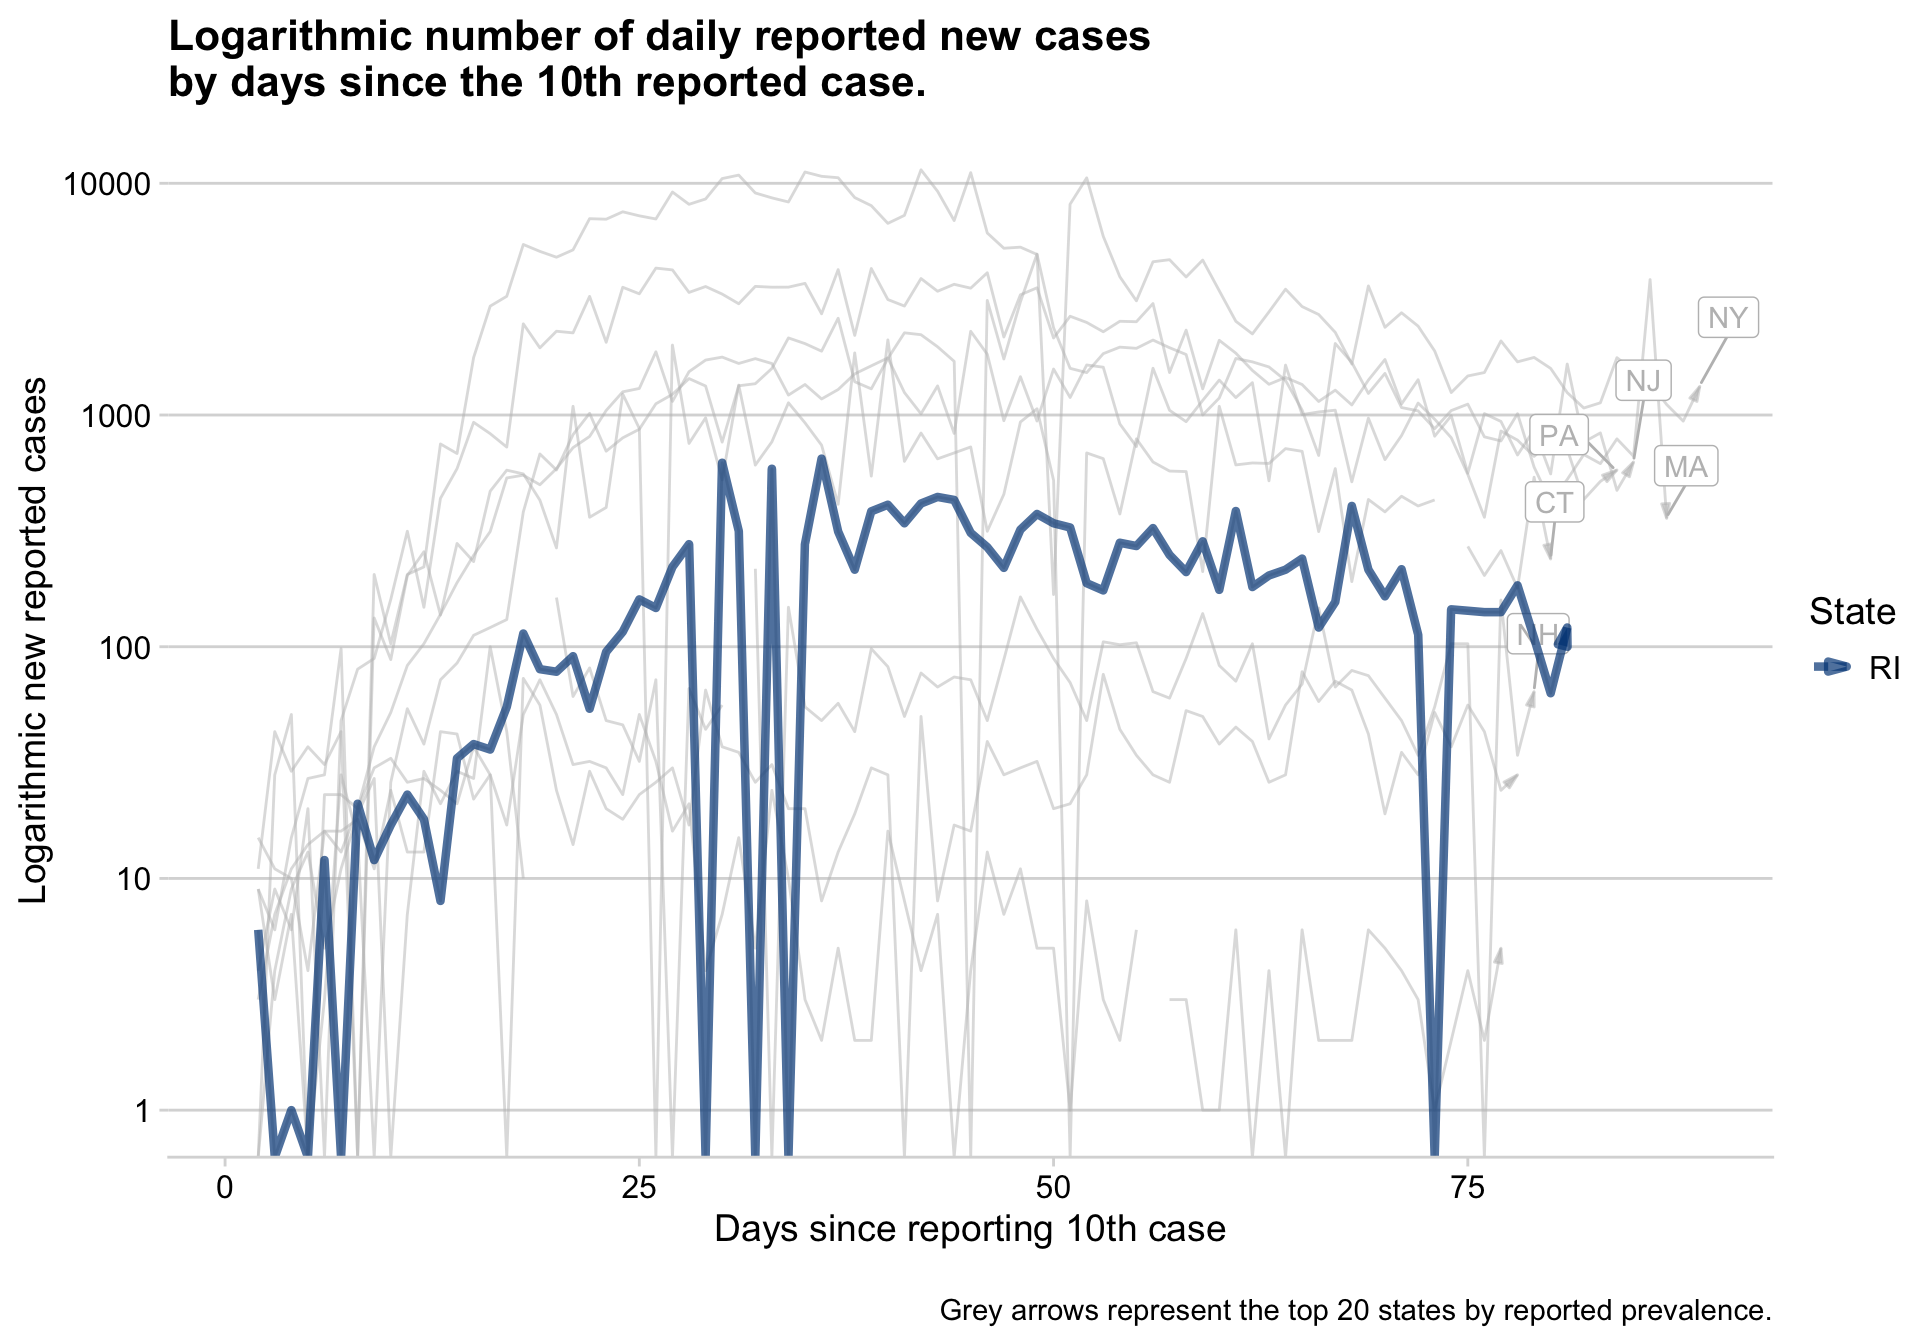 Logarithmic number of daily reported new cases
by days since the 10th reported case.
Logarithmic new reported cases
10000
1000
100
10
1
NY
NJ
PA
MA
CT
NH
State
RI
0
25
50
75
Days since reporting 10th case
Grey arrows represent the top 20 states by reported prevalence.